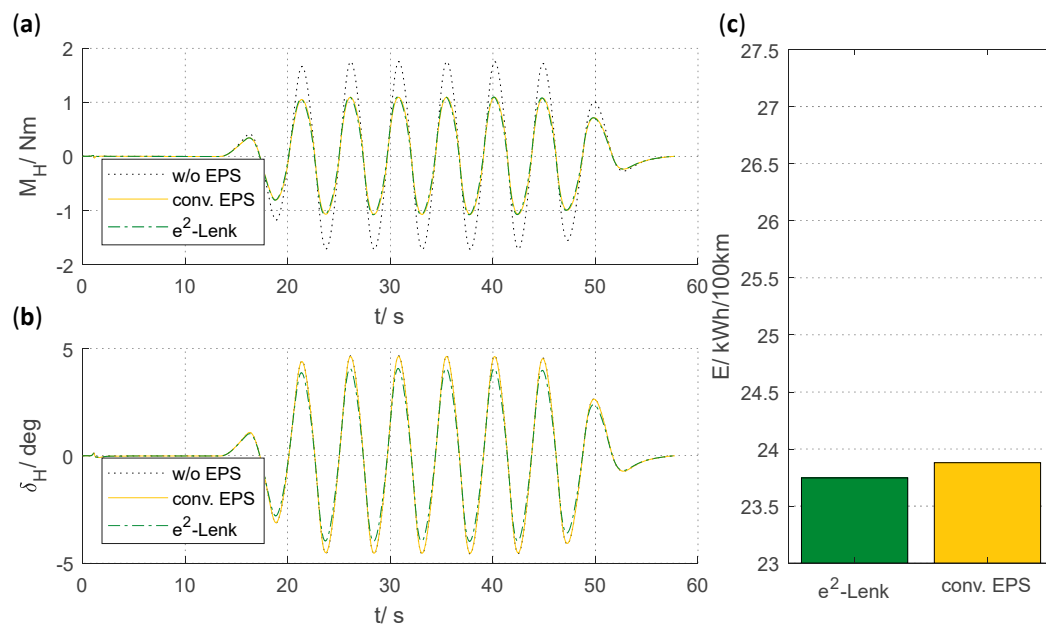 (a)
2
1
0
-1
-2
M_H/ Nm
w/o EPS
conv. EPS
e²-Lenk
0 10 20 30 40 50 60
t/ s
(b)
5
0
-5
δ_H/ deg
w/o EPS
conv. EPS
e²-Lenk
0 10 20 30 40 50 60
t/ s
(c)
27.5
27
26.5
26
25.5
25
24.5
24
23.5
23
E/ kWh/100km
e²-Lenk conv. EPS